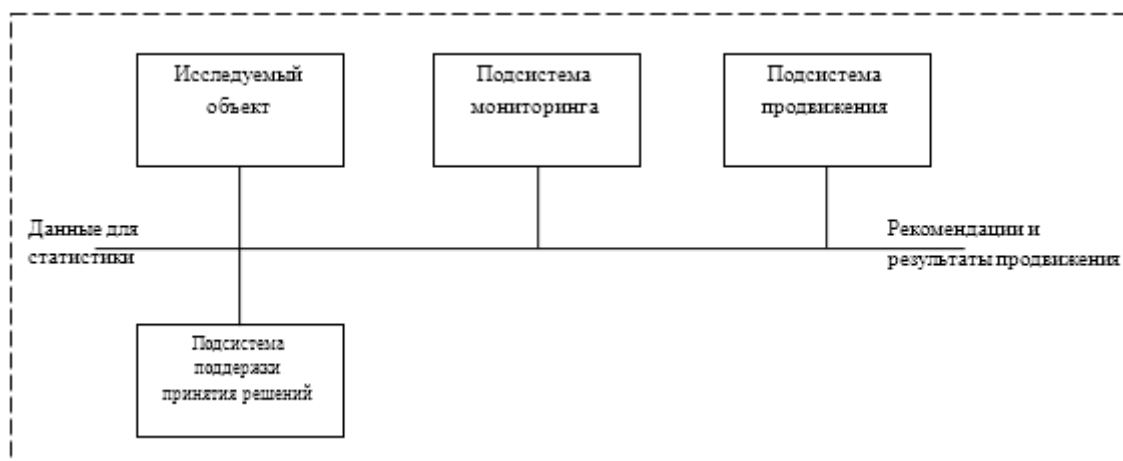 Исследуемый
объект
Подсистема
мониторинга
Подсистема
продвижения
Данные для
статистики
Рекомендации и
результаты продвижения
Подсистема
поддержки
принятия решений